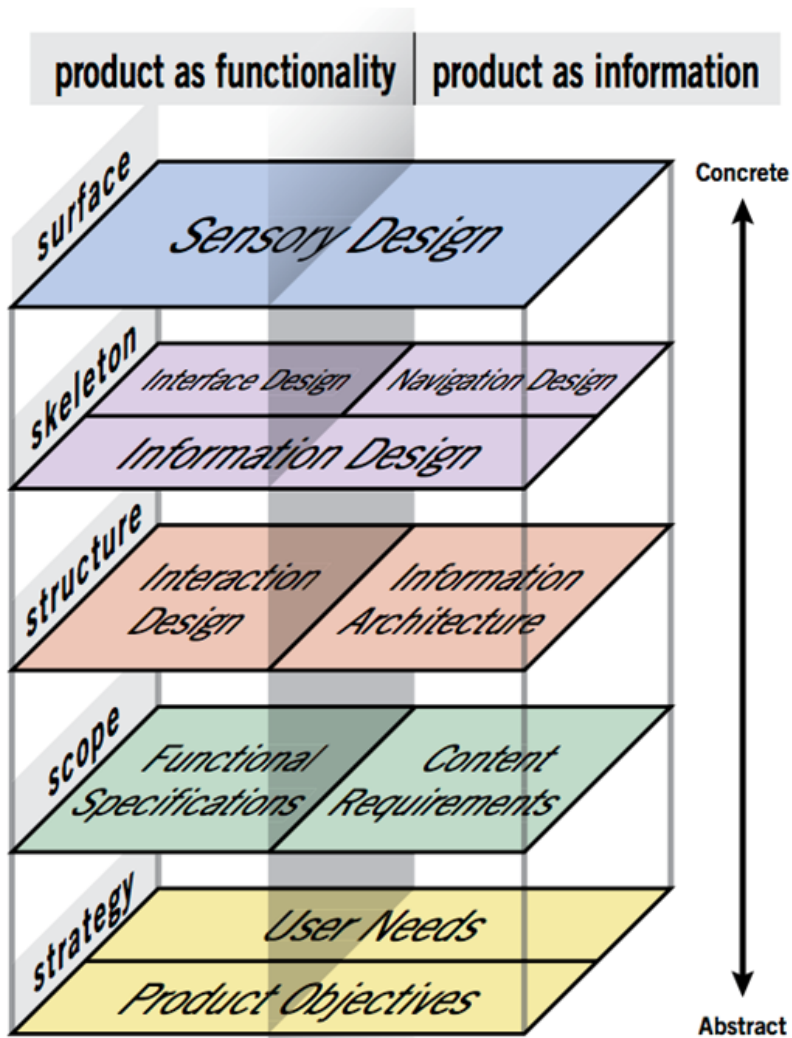 product as functionality
product as information
Concrete
surface
Sensory Design
skeleton
Interface Design
Navigation Design
Information Design
structure
Interaction
Design
Information
Architecture
scope
Functional
Specifications
Content
Requirements
strategy
User Needs
Product Objectives
Abstract